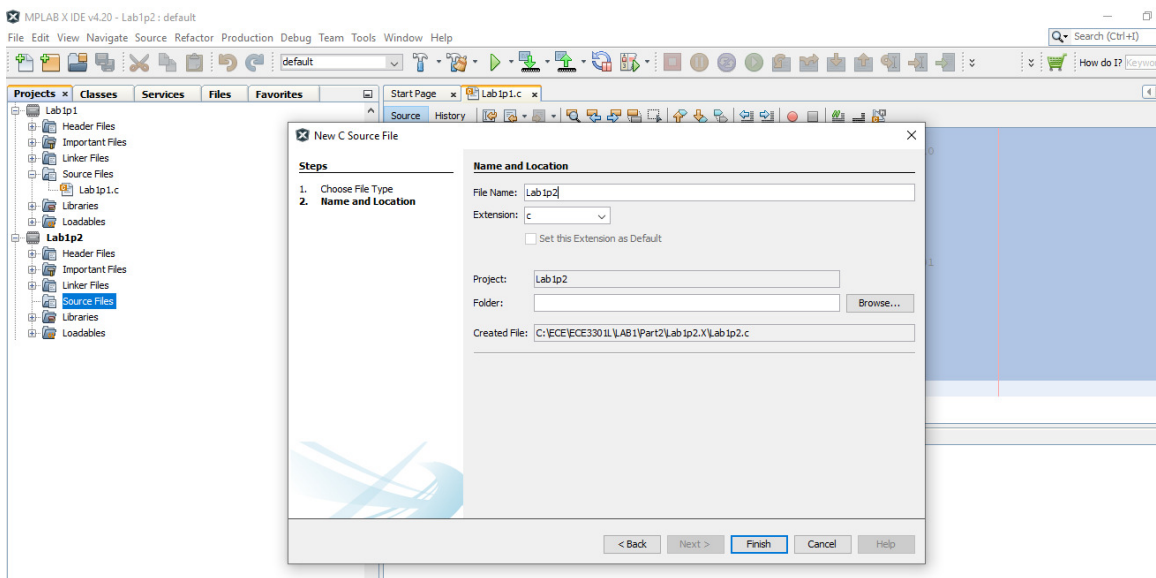 MPLAB X IDE v4.20 - Lab1p2 : default
File Edit View Navigate Source Refactor Production Debug Team Tools Window Help
Search (Ctrl+I)
default
How do I?
Projects Classes Services Files Favorites
Start Page Lab1p1.c
Source History
Lab1p1
Header Files
Important Files
Linker Files
Source Files
Lab1p1.c
Libraries
Loadables
Lab1p2
Header Files
Important Files
Linker Files
Source Files
Libraries
Loadables
New C Source File
Steps
1. Choose File Type
2. Name and Location
Name and Location
File Name: Lab1p2
Extension: c
Set this Extension as Default
Project: Lab1p2
Folder: Browse...
Created File: C:\ECE\ECE3301L\LAB1\Part2\Lab1p2.X\Lab1p2.c
< Back Next > Finish Cancel Help